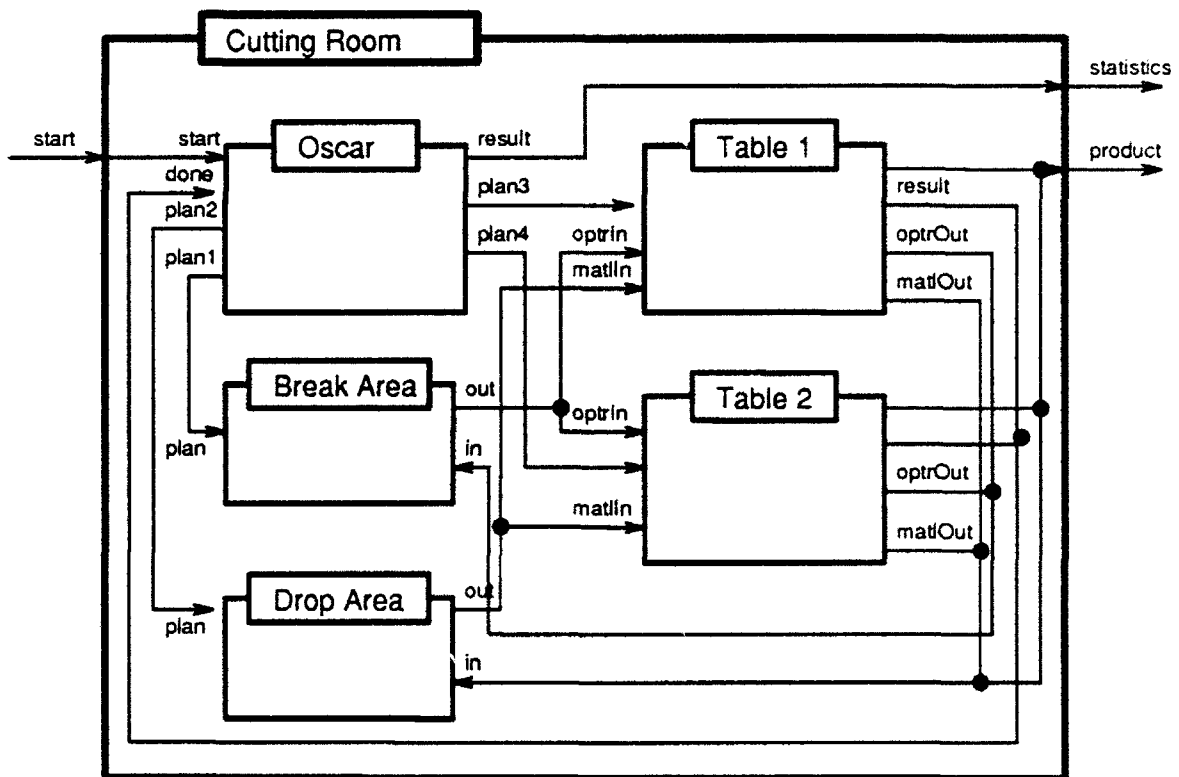 Cutting Room
statistics
start
start
Oscar
result
Table 1
product
done
plan3
result
plan2
plan4
optrIn
optrOut
plan1
matlIn
matlOut
Break Area
out
Table 2
optrIn
plan
in
optrOut
matlIn
matlOut
Drop Area
out
plan
in